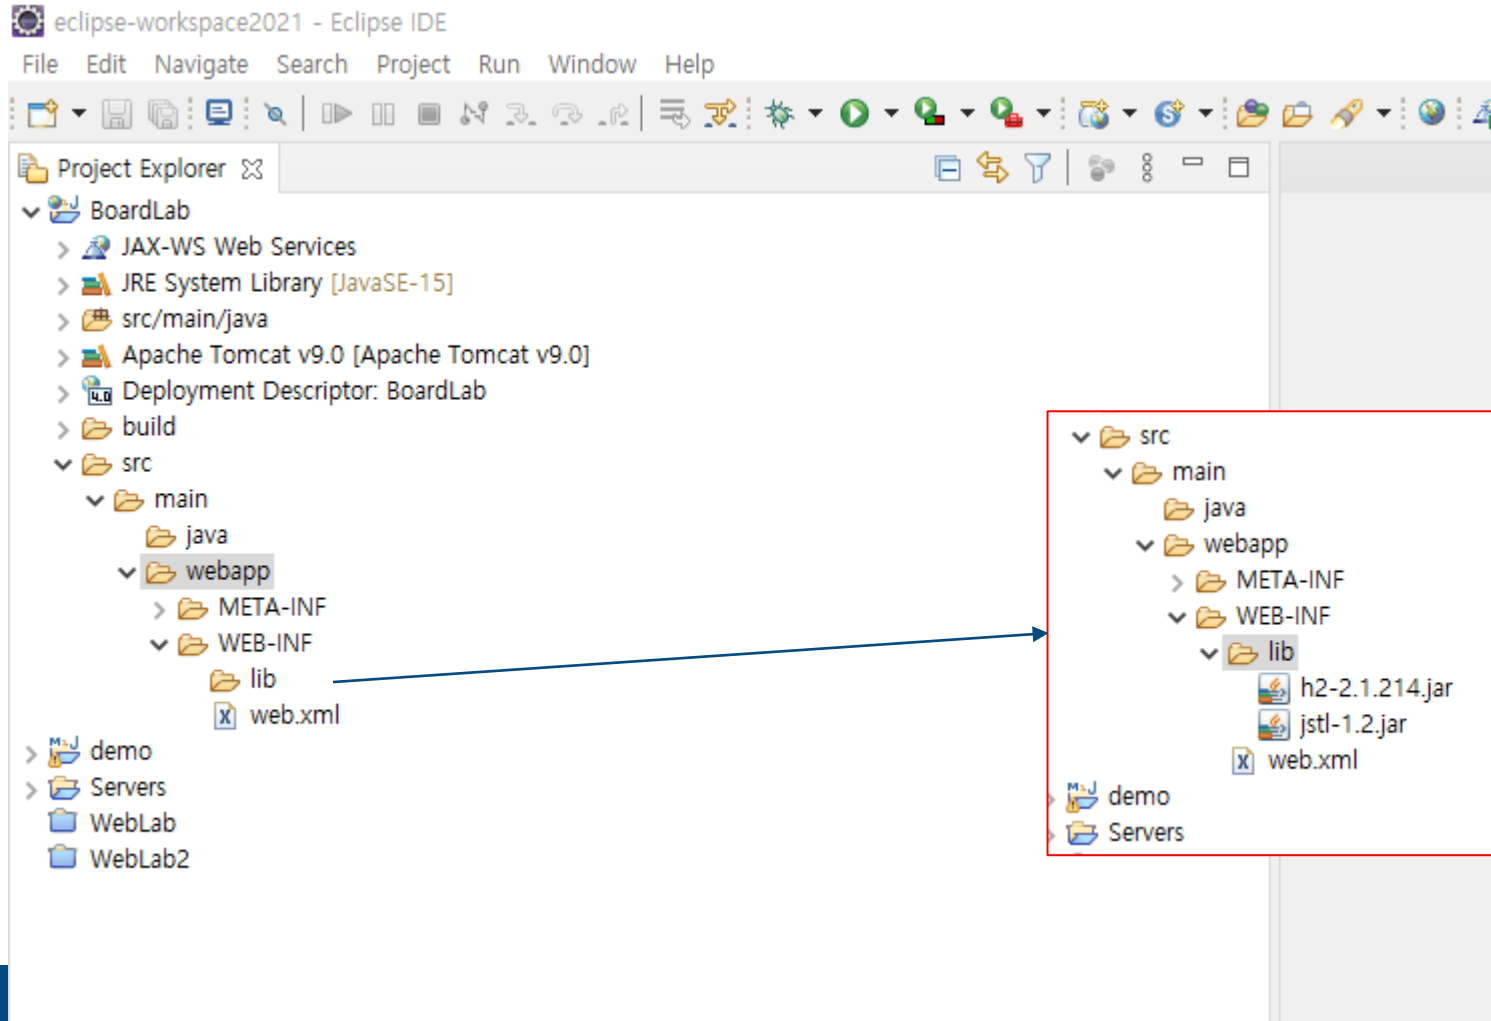 eclipse-workspace2021 - Eclipse IDE
File Edit Navigate Search Project Run Window Help
Project Explorer
BoardLab
JAX-WS Web Services
JRE System Library [JavaSE-15]
src/main/java
Apache Tomcat v9.0 [Apache Tomcat v9.0]
Deployment Descriptor: BoardLab
build
src
main
java
webapp
META-INF
WEB-INF
lib
web.xml
demo
Servers
WebLab
WebLab2
src
main
java
webapp
META-INF
WEB-INF
lib
h2-2.1.214.jar
jstl-1.2.jar
web.xml
demo
Servers